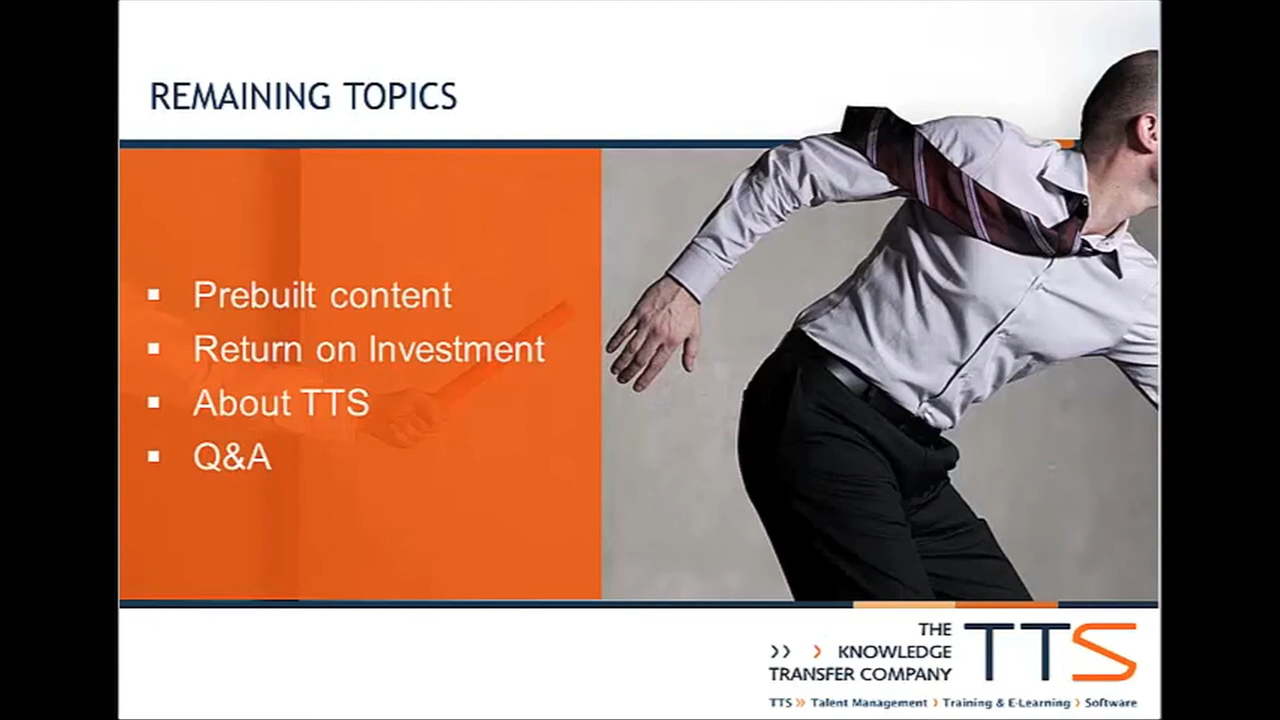 REMAINING TOPICS
▪ Prebuilt content
▪ Return on Investment
▪ About TTS
▪ Q&A
THE
›› › KNOWLEDGE
TRANSFER COMPANY
TTS
TTS ›› Talent Management › Training & E-Learning › Software